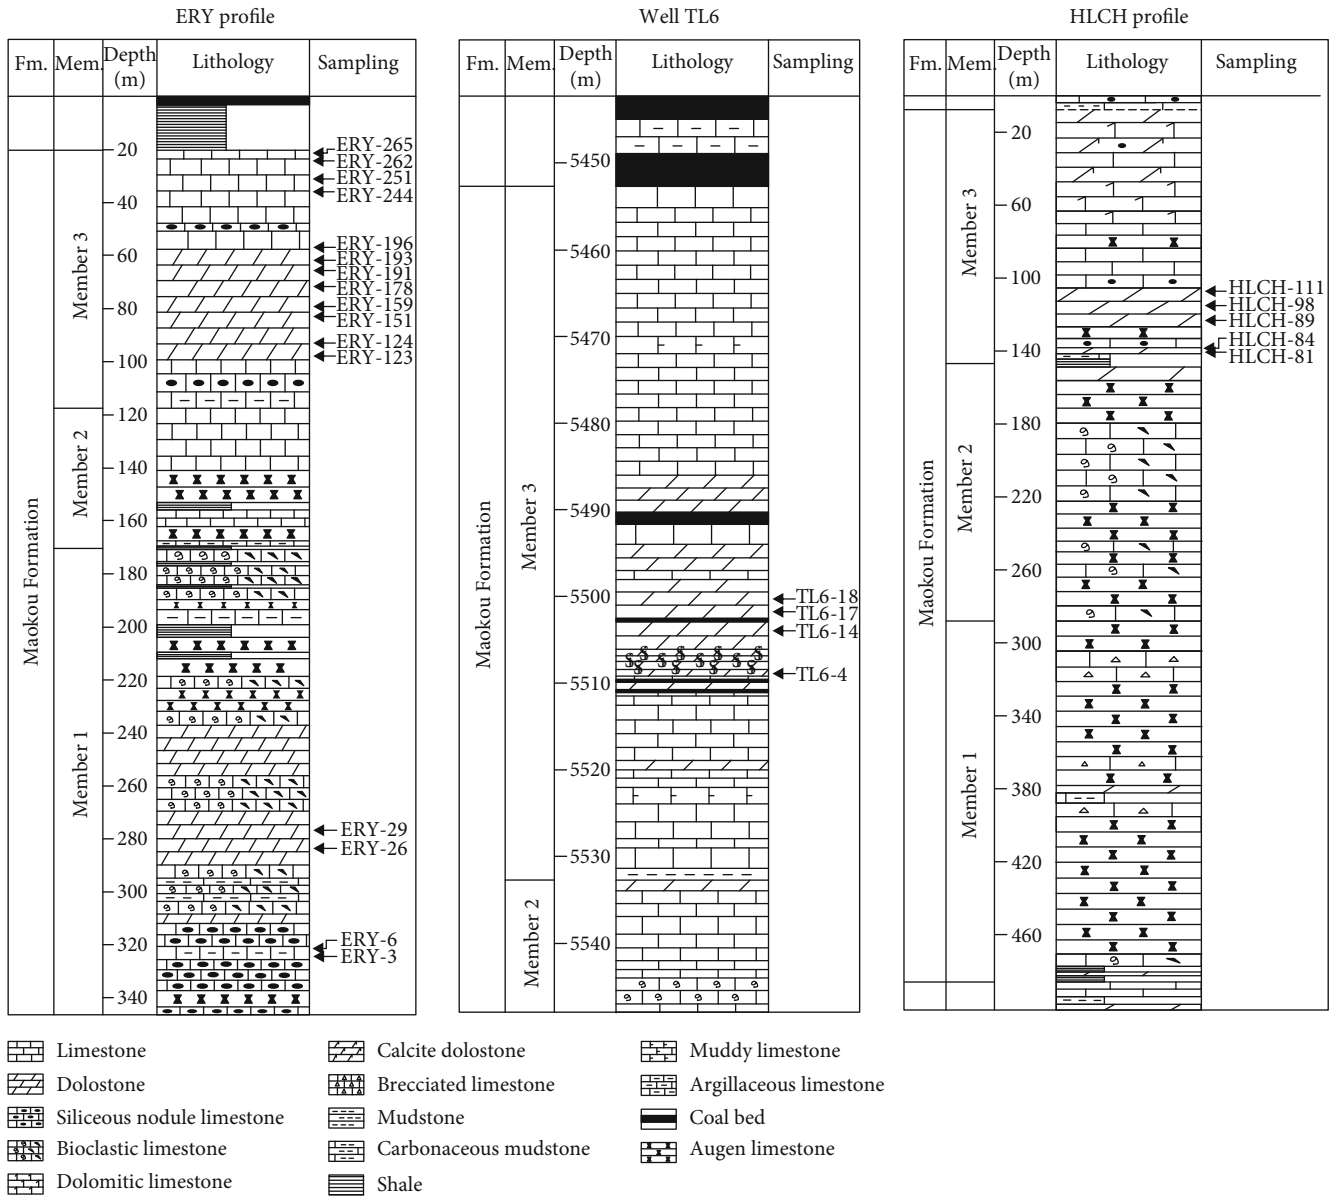 ERY profile
Fm.
Mem.
Depth
(m)
Lithology
Sampling
20
40
60
80
100
120
140
160
180
200
220
240
260
280
300
320
340
Maokou Formation
Member 3
Member 2
Member 1
ERY-265
ERY-262
ERY-251
ERY-244
ERY-196
ERY-193
ERY-191
ERY-178
ERY-159
ERY-151
ERY-124
ERY-123
ERY-29
ERY-26
ERY-6
ERY-3
Well TL6
Fm.
Mem.
Depth
(m)
Lithology
Sampling
5450
5460
5470
5480
5490
5500
5510
5520
5530
5540
Maokou Formation
Member 3
Member 2
TL6-18
TL6-17
TL6-14
TL6-4
HLCH profile
Fm.
Mem.
Depth
(m)
Lithology
Sampling
20
60
100
140
180
220
260
300
340
380
420
460
Maokou Formation
Member 3
Member 2
Member 1
HLCH-111
HLCH-98
HLCH-89
HLCH-84
HLCH-81
Limestone
Dolostone
Siliceous nodule limestone
Bioclastic limestone
Dolomitic limestone
Calcite dolostone
Brecciated limestone
Mudstone
Carbonaceous mudstone
Shale
Muddy limestone
Argillaceous limestone
Coal bed
Augen limestone